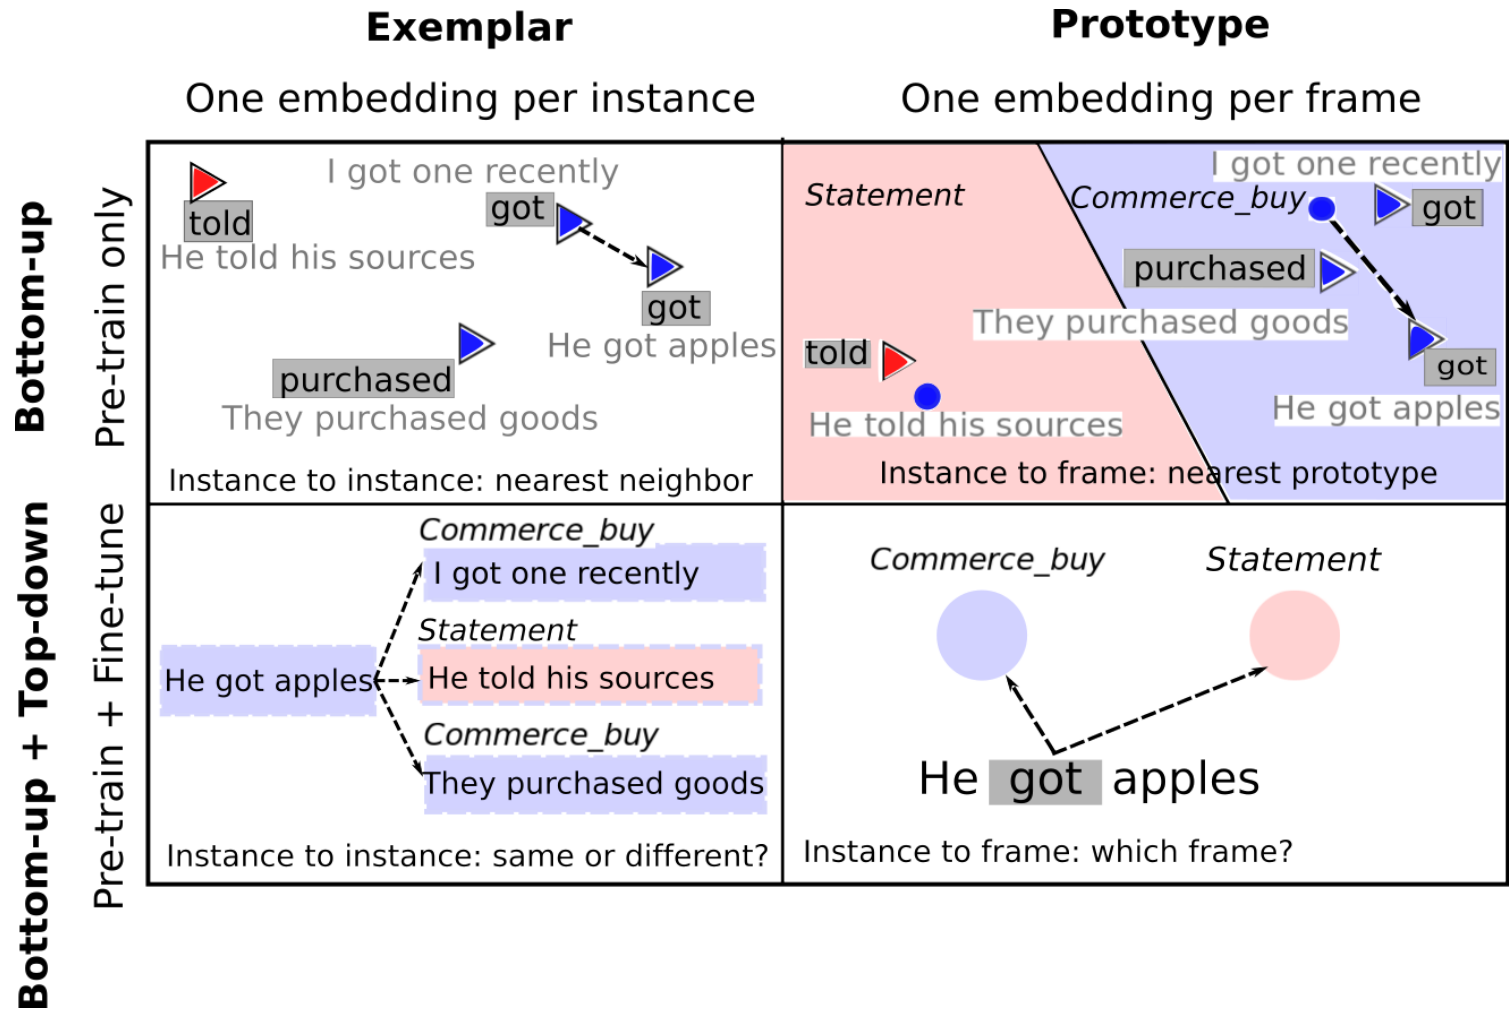 Exemplar
Prototype
One embedding per instance
One embedding per frame
Bottom-up
Pre-train only
told
He told his sources
I got one recently
got
got
He got apples
purchased
They purchased goods
Instance to instance: nearest neighbor
Statement
Commerce_buy
I got one recently
got
purchased
They purchased goods
told
He told his sources
got
He got apples
Instance to frame: nearest prototype
Bottom-up + Top-down
Pre-train + Fine-tune
He got apples
Commerce_buy
I got one recently
Statement
He told his sources
Commerce_buy
They purchased goods
Instance to instance: same or different?
Commerce_buy
Statement
He got apples
Instance to frame: which frame?